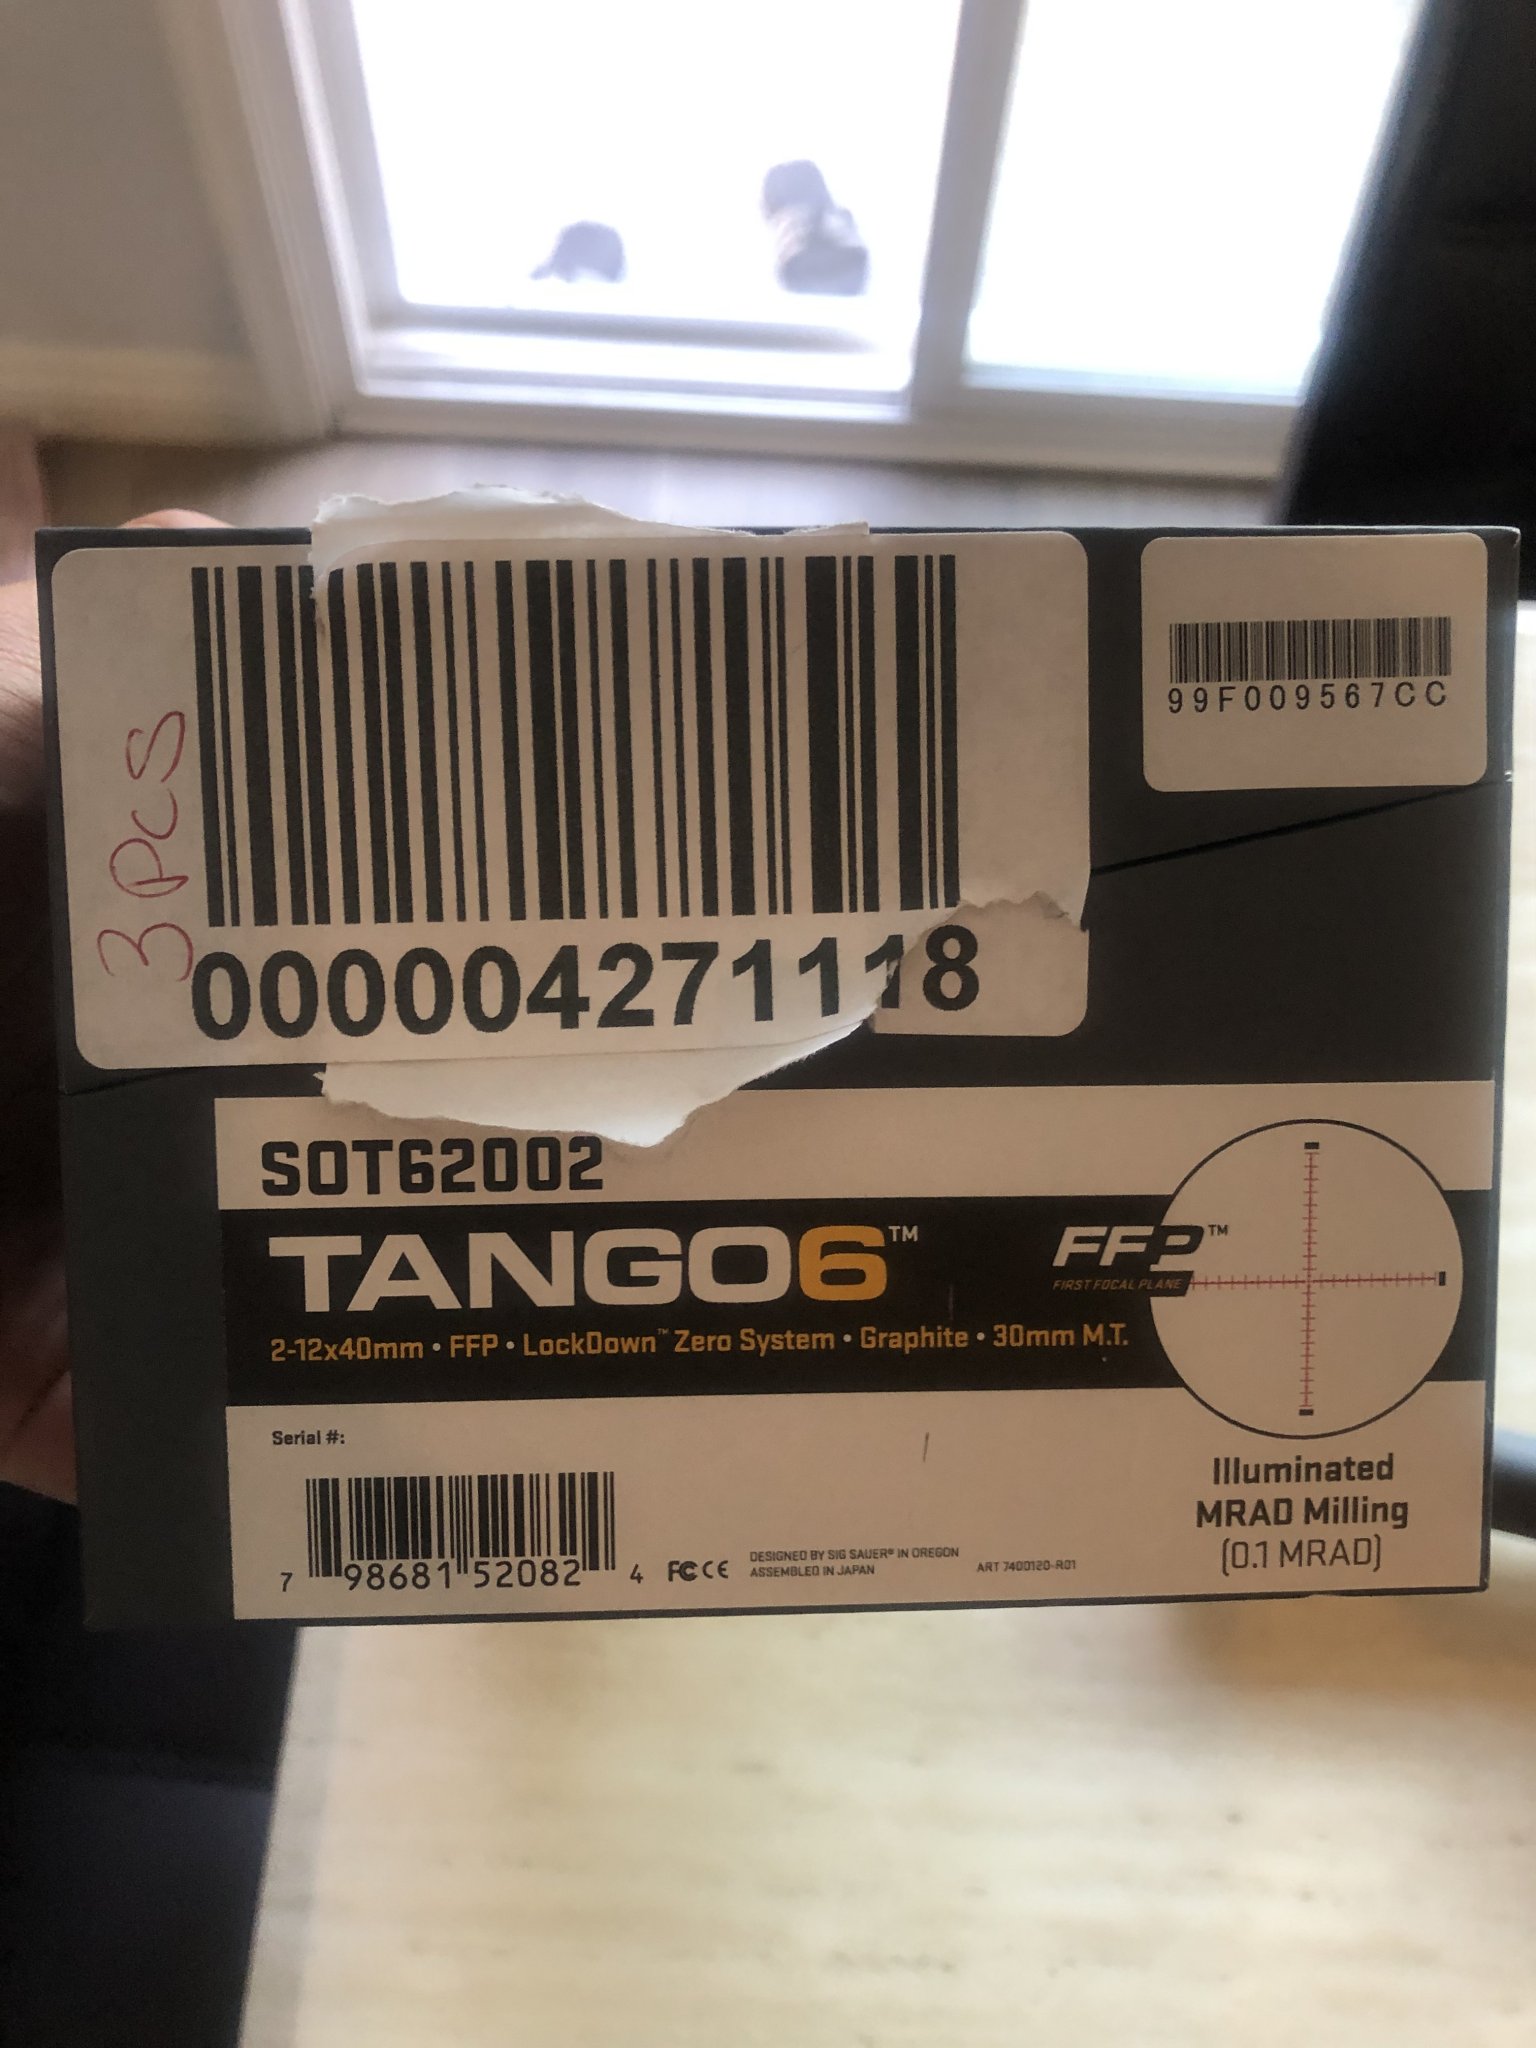 3 PCS
000004271118
99F009567CC
SOT62002
TANGO6™
2-12x40mm • FFP • LockDown™ Zero System • Graphite • 30mm M.T.
FFP™
FIRST FOCAL PLANE
Serial #:
7 98681 52082 4
FC CE
DESIGNED BY SIG SAUER® IN OREGON
ASSEMBLED IN JAPAN
ART 7400120-R01
Illuminated
MRAD Milling
(0.1 MRAD)